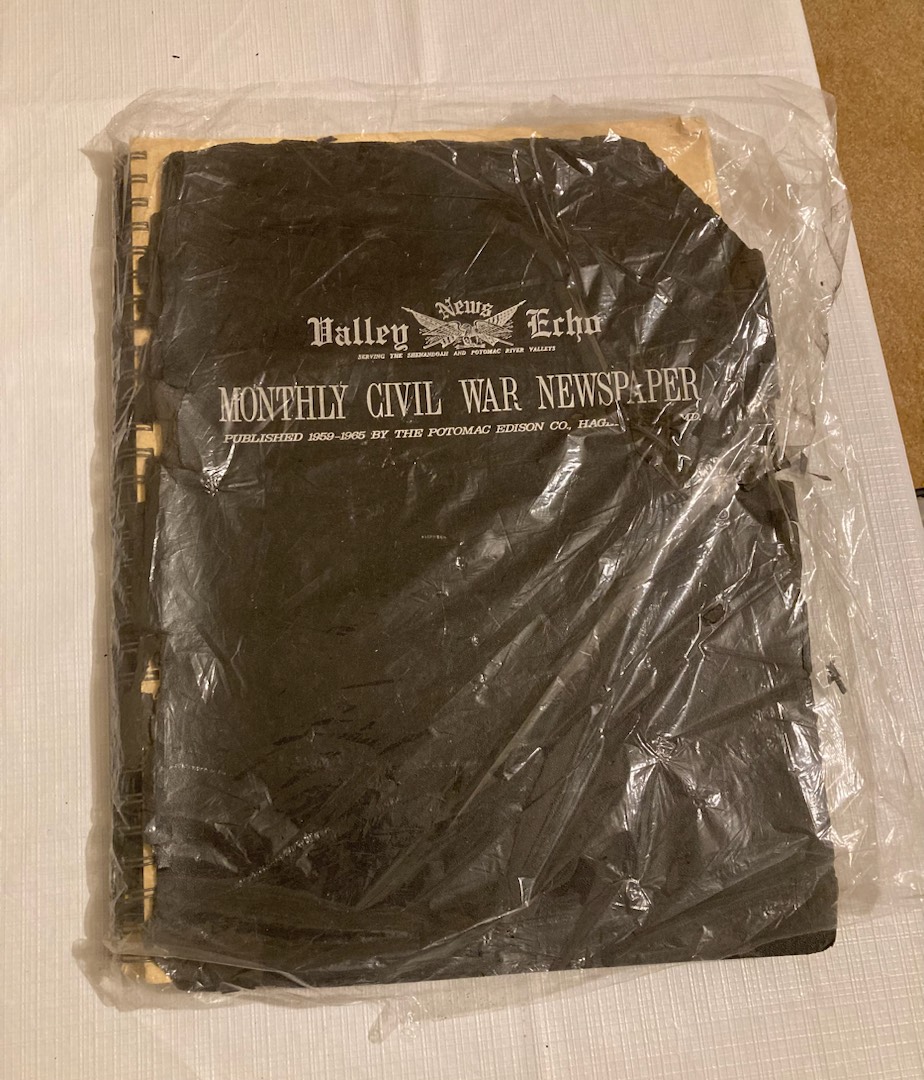 Valley News Echo
SERVING THE SHENANDOAH AND POTOMAC RIVER VALLEYS
MONTHLY CIVIL WAR NEWSPAPER
PUBLISHED 1959-1965 BY THE POTOMAC EDISON CO., MD.